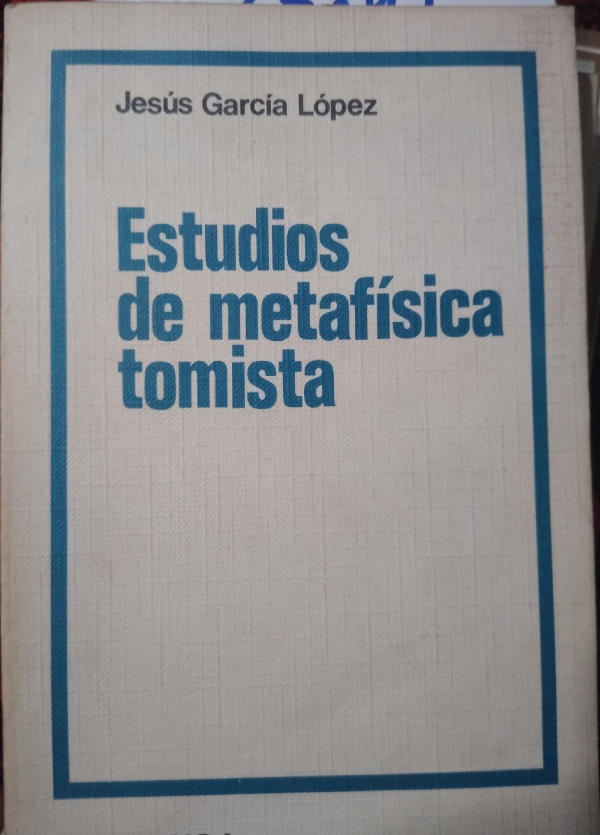 Jesús García López
Estudios
de metafísica
tomista